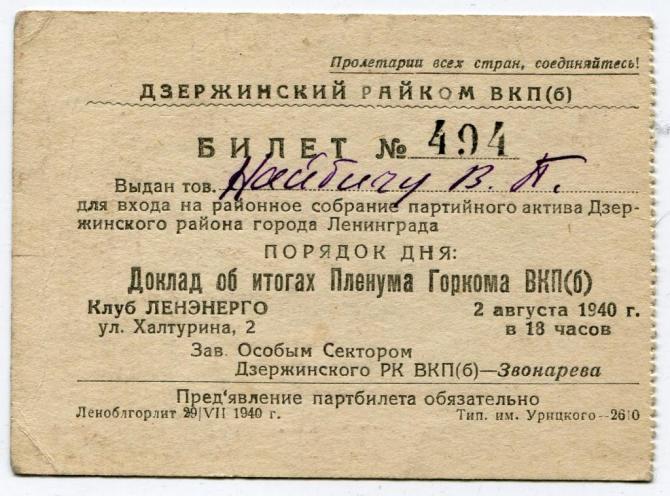 Пролетарии всех стран, соединяйтесь!
ДЗЕРЖИНСКИЙ РАЙКОМ ВКП(б)
БИЛЕТ № 494
Выдан тов. Найбичу В. П.
для входа на районное собрание партийного актива Дзер-
жинского района города Ленинграда
ПОРЯДОК ДНЯ:
Доклад об итогах Пленума Горкома ВКП(б)
Клуб ЛЕНЭНЕРГО 2 августа 1940 г.
ул. Халтурина, 2 в 18 часов
Зав. Особым Сектором
Дзержинского РК ВКП(б)—Звонарева
Пред'явление партбилета обязательно
Леноблгорлит 29/VII 1940 г. Тип. им. Урицкого—2610